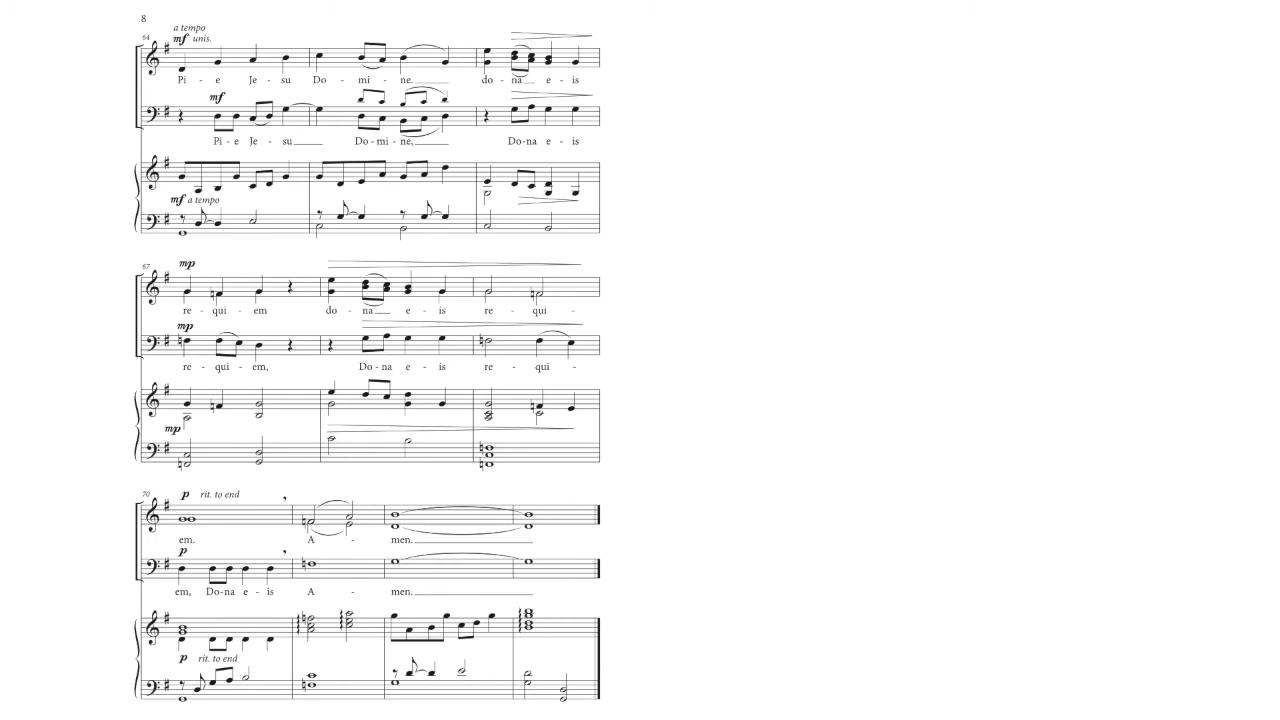 8
a tempo
64 mf unis.
Pi - e Je - su Do - mi - ne. do - na e - is
mf
Pi - e Je - su Do - mi - ne, Do - na e - is
mf a tempo
67 mp
re - qui - em do - na e - is re - qui -
mp
re - qui - em, Do - na e - is re - qui -
mp
70 p rit. to end
em. A - men.
p
em, Do - na e - is A - men.
p rit. to end